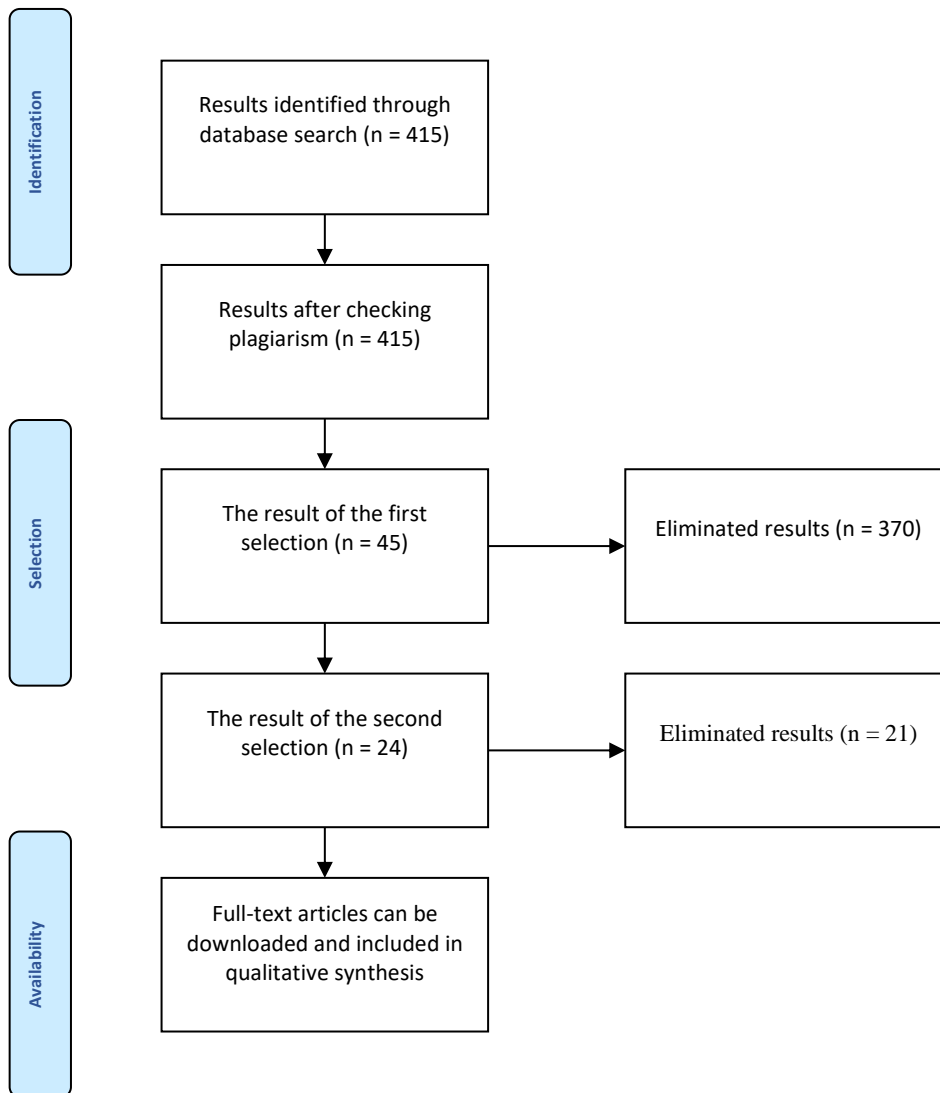 Identification
Results identified through
database search (n = 415)
Results after checking
plagiarism (n = 415)
Selection
The result of the first
selection (n = 45)
Eliminated results (n = 370)
The result of the second
selection (n = 24)
Eliminated results (n = 21)
Availability
Full-text articles can be
downloaded and included in
qualitative synthesis